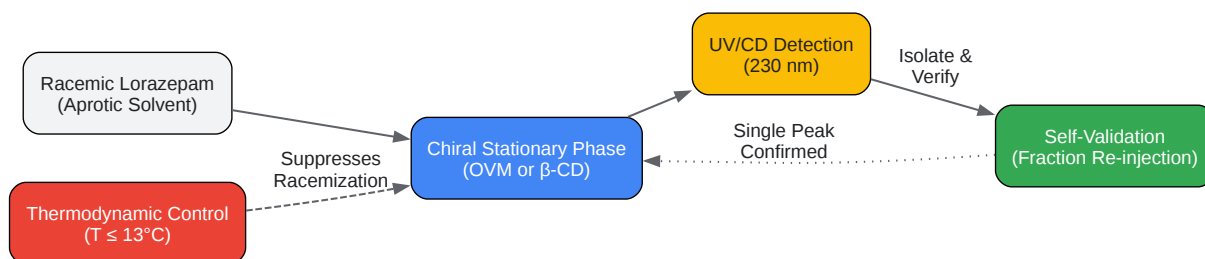 Racemic Lorazepam
(Aprotic Solvent)
Thermodynamic Control
(T ≤ 13°C)
Suppresses
Racemization
Chiral Stationary Phase
(OVM or β-CD)
UV/CD Detection
(230 nm)
Isolate &
Verify
Single Peak
Confirmed
Self-Validation
(Fraction Re-injection)